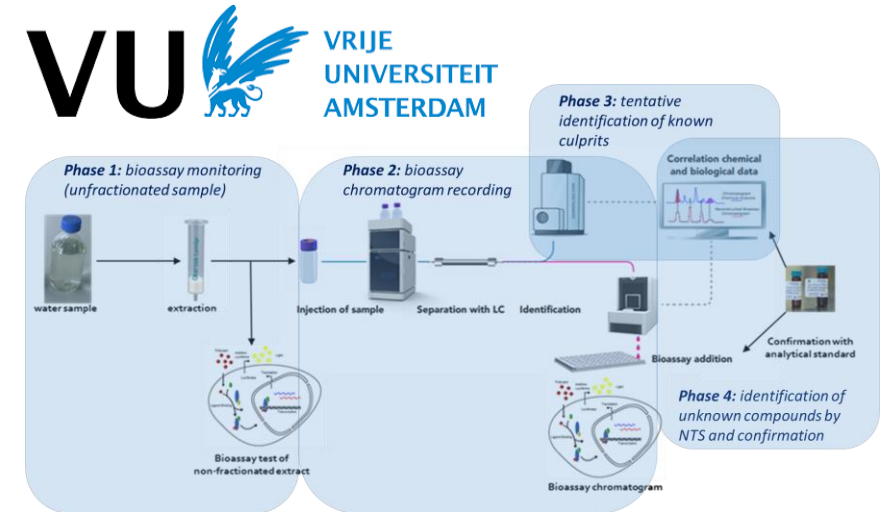 VU
VRIJE
UNIVERSITEIT
AMSTERDAM
Phase 1: bioassay monitoring
(unfractionated sample)
Phase 2: bioassay
chromatogram recording
Phase 3: tentative
identification of known
culprits
Correlation chemical
and biological data
water sample
extraction
Injection of sample
Separation with LC
Identification
Bioassay addition
Confirmation with
analytical standard
Bioassay test of
non-fractionated extract
Bioassay chromatogram
Phase 4: identification of
unknown compounds by
NTS and confirmation